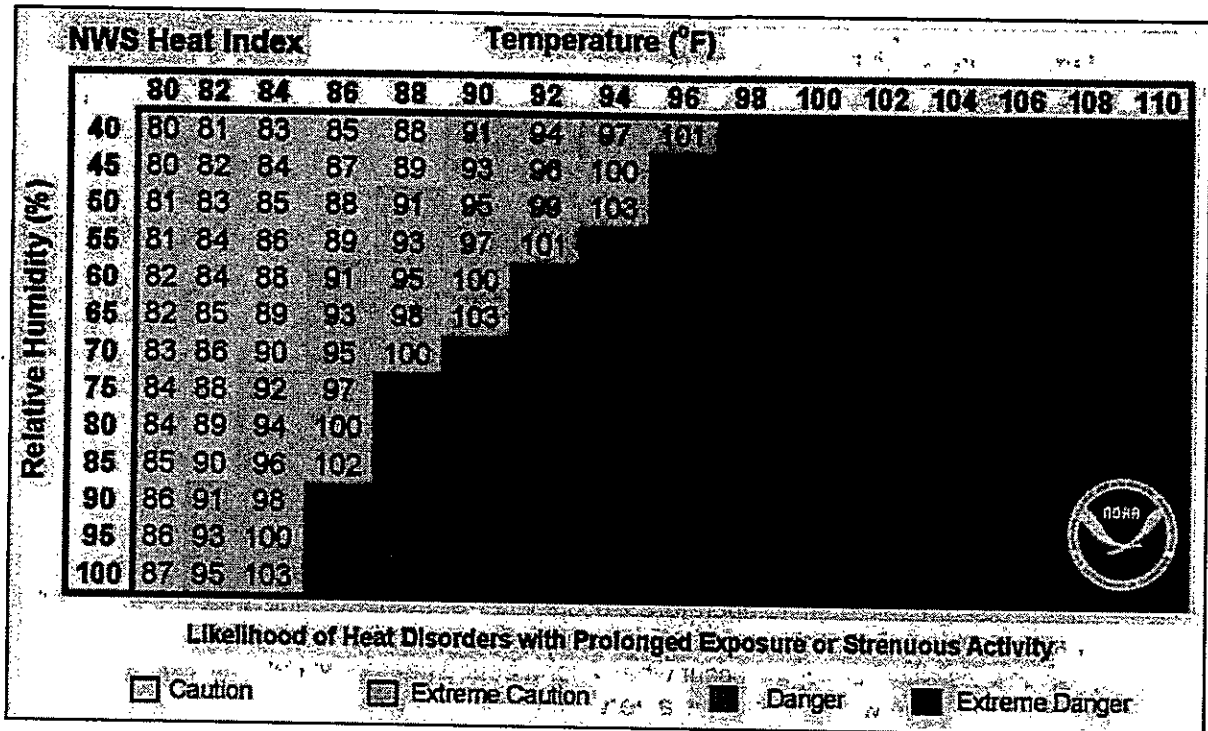 NWS Heat Index Temperature (°F)
80 82 84 86 88 90 92 94 96 98 100 102 104 106 108 110
Relative Humidity (%)
40 80 81 83 85 88 91 94 97 101
45 80 82 84 87 89 93 96 100
50 81 83 85 88 91 95 99 103
55 81 84 86 89 93 97 101
60 82 84 88 91 95 100
65 82 85 89 93 98 103
70 83 86 90 95 100
75 84 88 92 97
80 84 89 94 100
85 85 90 96 102
90 86 91 98
95 86 93 100
100 87 95 103
NOAA
Likelihood of Heat Disorders with Prolonged Exposure or Strenuous Activity
Caution Extreme Caution Danger Extreme Danger